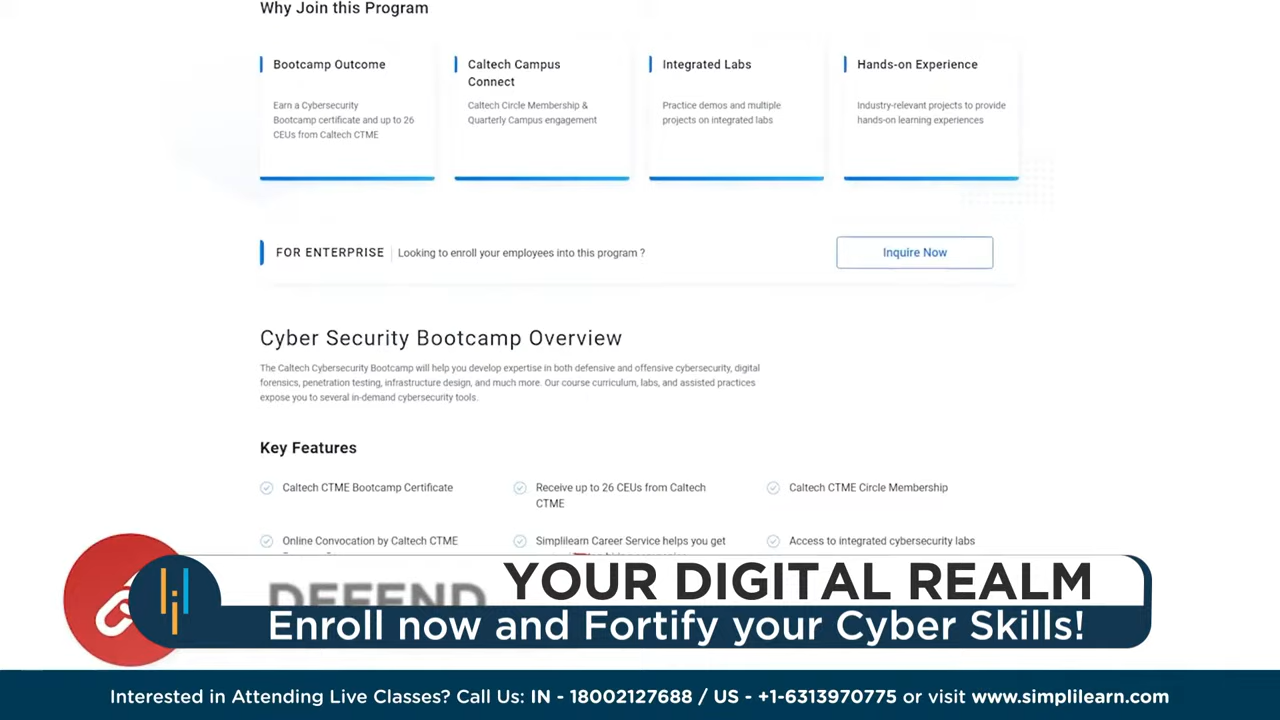 Why Join this Program
Bootcamp Outcome
Earn a Cybersecurity
Bootcamp certificate and up to 26
CEUs from Caltech CTME
Caltech Campus
Connect
Caltech Circle Membership &
Quarterly Campus engagement
Integrated Labs
Practice demos and multiple
projects on integrated labs
Hands-on Experience
Industry-relevant projects to provide
hands-on learning experiences
FOR ENTERPRISE
Looking to enroll your employees into this program ?
Inquire Now
Cyber Security Bootcamp Overview
The Caltech Cybersecurity Bootcamp will help you develop expertise in both defensive and offensive cybersecurity, digital
forensics, penetration testing, infrastructure design, and much more. Our course curriculum, labs, and assisted practices
expose you to several in-demand cybersecurity tools.
Key Features
Caltech CTME Bootcamp Certificate
Receive up to 26 CEUs from Caltech
CTME
Caltech CTME Circle Membership
Online Convocation by Caltech CTME
Simplilearn Career Service helps you get
Access to integrated cybersecurity labs
DEFEND YOUR DIGITAL REALM
Enroll now and Fortify your Cyber Skills!
Interested in Attending Live Classes? Call Us: IN - 18002127688 / US - +1-6313970775 or visit www.simplilearn.com